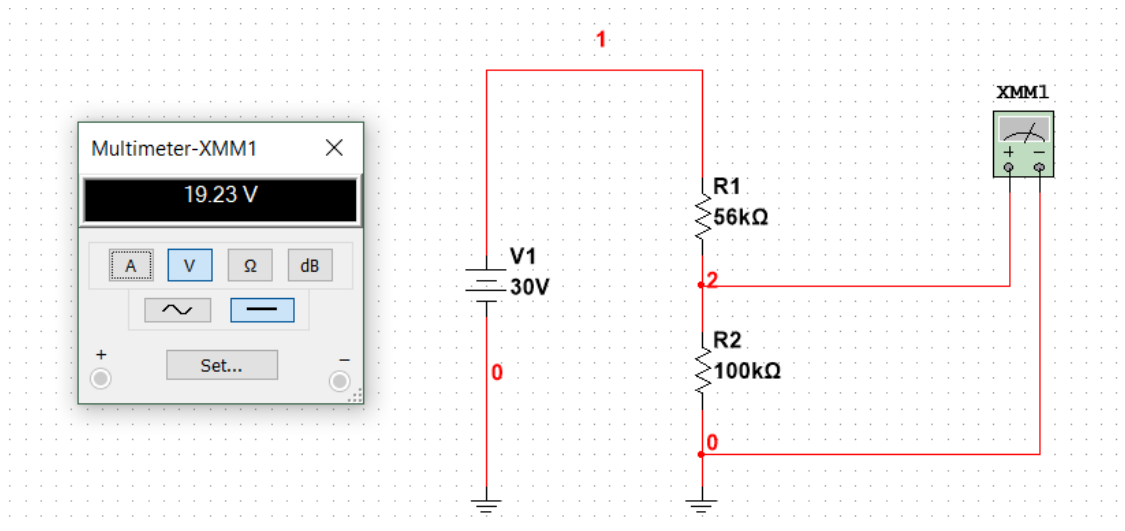 Multimeter-XMM1
19.23 V
A V Ω dB
+ −
Set...
1
V1
30V
0
R1
56kΩ
2
R2
100kΩ
0
XMM1
+ −